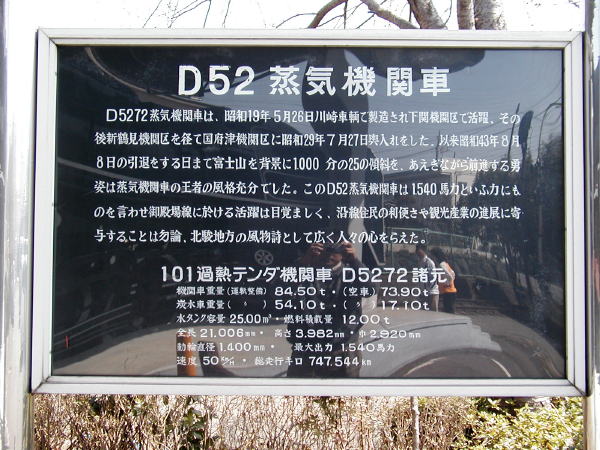 D52 蒸気機関車
D5272蒸気機関車は、昭和19年5月26日川崎車輌で製造され下関機関区で活躍、その
後新鶴見機関区を経て国府津機関区に昭和29年7月27日輿入れをした。以来昭和43年8月
8日の引退をする日まで富士山を背景に1000分の25の傾斜を、あえぎながら前進する勇
姿は蒸気機関車の王者の風格充分でした。このD52蒸気機関車は1540馬力といふ力にも
のを言わせ御殿場線に於ける活躍は目覚ましく、沿線住民の利便さや観光産業の進展に寄
与することは勿論、北駿地方の風物詩として広く人々の心をとらえた。
101過熱テンダ機関車 D5272諸元
機関車重量(運転整備) 84.50t・(空車) 73.90t
炭水車重量( 〃 ) 54.10t・( 〃 ) 17.10t
水タンク容量 25.00㎥・燃料積載量 12.00t
全長 21.006mm・高さ 3.982mm・巾 2.920mm
動輪直径 1.400mm・ 最大出力 1.540馬力
速度 50 ・ 総走行キロ 747.544km